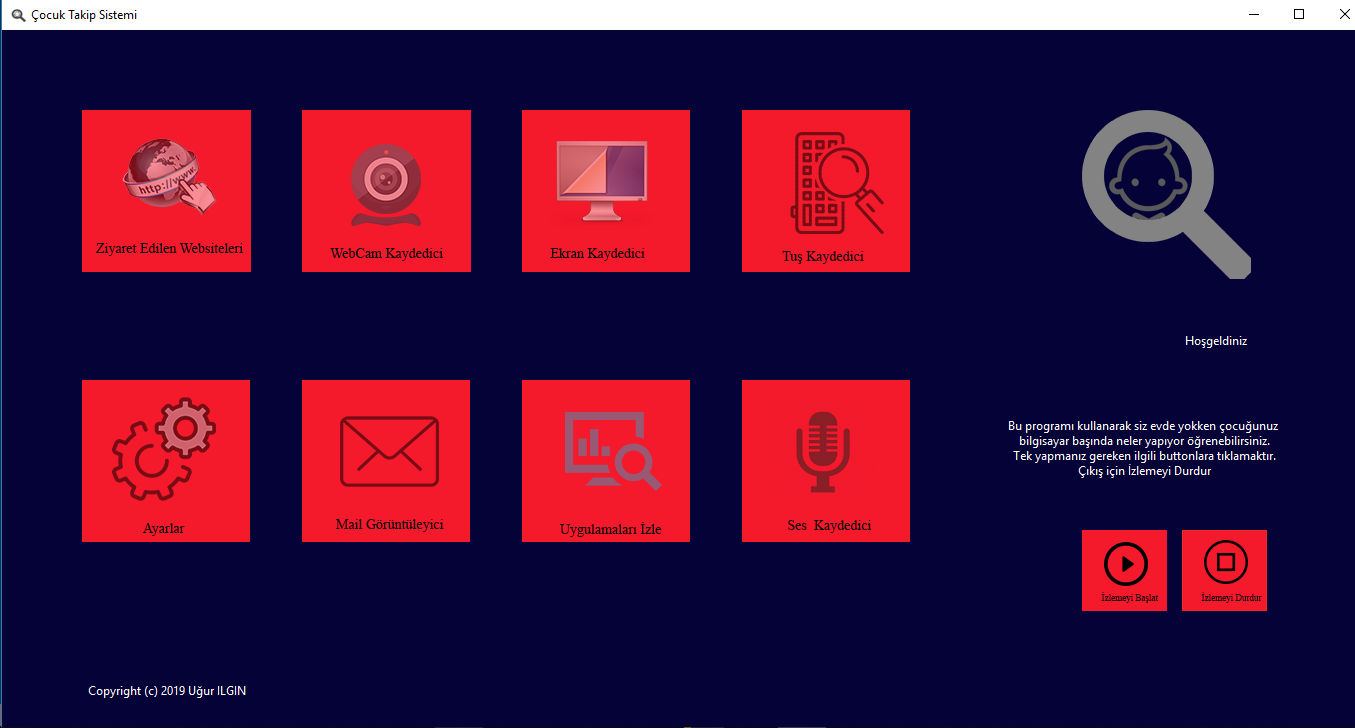 Çocuk Takip Sistemi
http://www.
Ziyaret Edilen Websiteleri
WebCam Kaydedici
Ekran Kaydedici
Tuş Kaydedici
Hoşgeldiniz
Bu programı kullanarak siz evde yokken çocuğunuz
bilgisayar başında neler yapıyor öğrenebilirsiniz.
Tek yapmanız gereken ilgili buttonlara tıklamaktır.
Çıkış için İzlemeyi Durdur
Ayarlar
Mail Görüntüleyici
Uygulamaları İzle
Ses  Kaydedici
İzlemeyi Başlat
İzlemeyi Durdur
Copyright (c) 2019 Uğur ILGIN